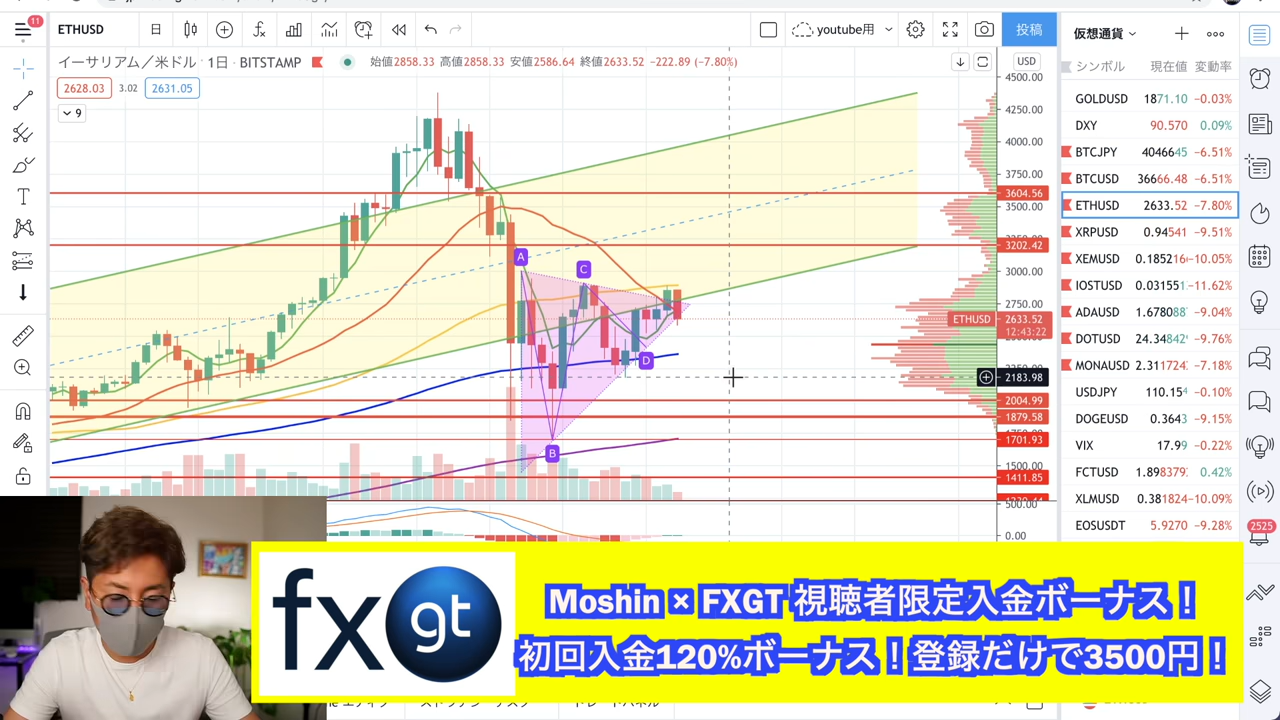 11
ETHUSD
日
youtube用
投稿
仮想通貨
イーサリアム／米ドル · 1日 · BITSTAMP
始値2858.33 高値2858.33 安値2586.64 終値2633.52 −222.89 (−7.80%)
USD
2628.03 3.02 2631.05
9
シンボル 現在値 変動率
GOLDUSD 1871.10 −0.03%
DXY 90.570 0.09%
BTCJPY 4046645 −6.51%
BTCUSD 36666.48 −6.51%
ETHUSD 2633.52 −7.80%
XRPUSD 0.94541 −9.51%
XEMUSD 0.185216 −10.05%
IOSTUSD 0.031551 −11.62%
ADAUSD 1.678088 −9.04%
DOTUSD 24.34842 −9.76%
MONAUSD 2.311724 −7.18%
USDJPY 110.15⁴ −0.10%
DOGEUSD 0.3643 −9.15%
VIX 17.99 −0.22%
FCTUSD 1.898379 0.42%
XLMUSD 0.381824 −10.09%
EOSUSDT 5.9270 −9.28%
4500.00
4250.00
4000.00
3750.00
3604.56
3500.00
3202.42
3000.00
2750.00
ETHUSD 2633.52
12:43:22
2183.98
2004.99
1879.58
1701.93
1500.00
1411.85
500.00
0.00
A
C
D
B
2525
fx gt
Moshin × FXGT 視聴者限定入金ボーナス！
初回入金120%ボーナス！登録だけで3500円！